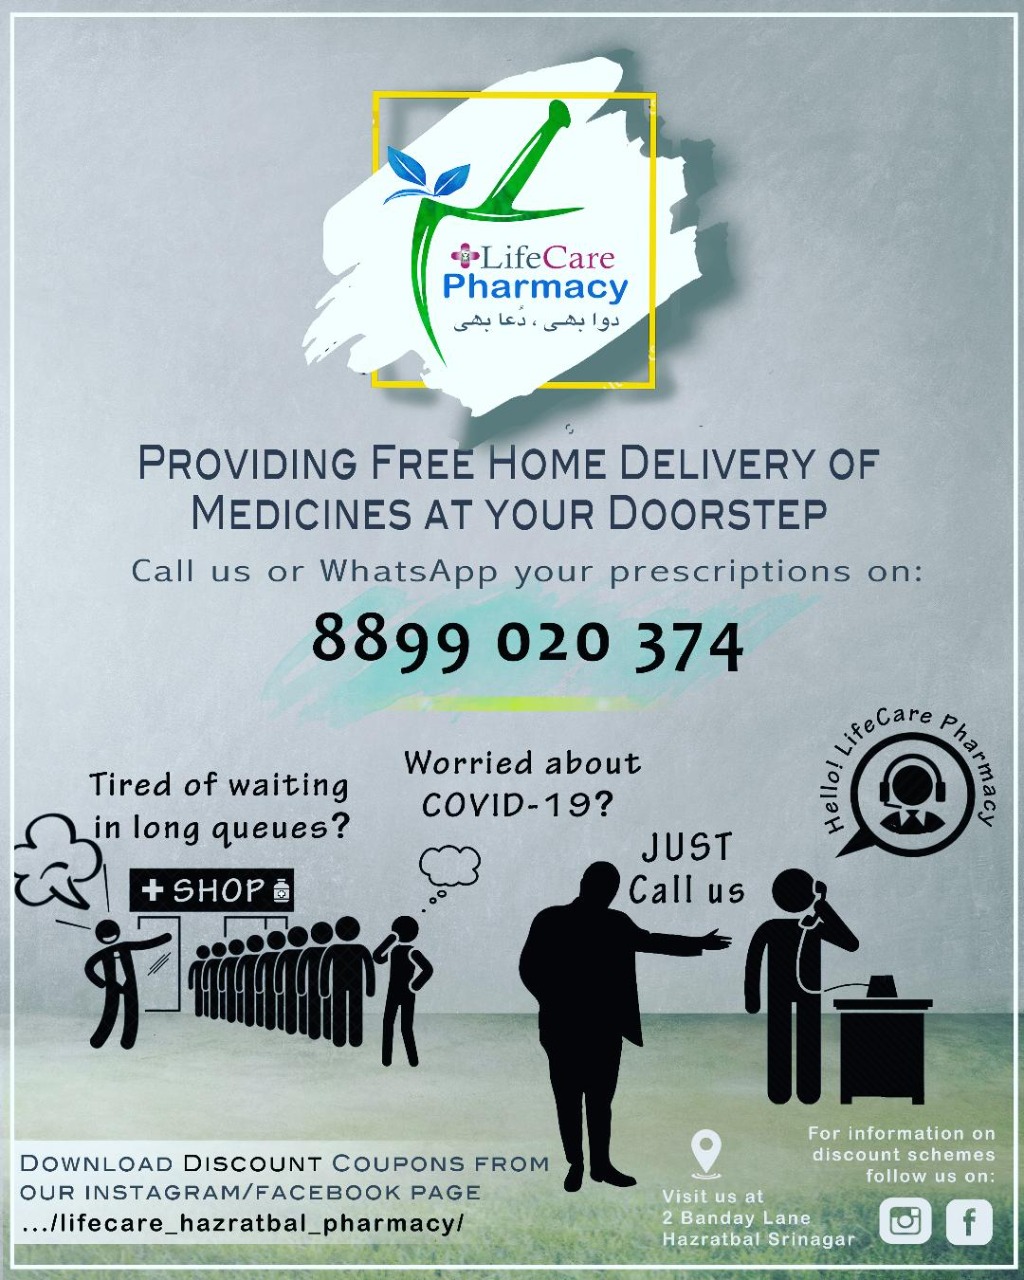 LifeCare
Pharmacy
دوا بھی ، دُعا بھی
PROVIDING FREE HOME DELIVERY OF
MEDICINES AT YOUR DOORSTEP
Call us or WhatsApp your prescriptions on:
8899 020 374
Hello! LifeCare Pharmacy
Tired of waiting
in long queues?
Worried about
COVID-19?
JUST
Call us
+ SHOP
DOWNLOAD DISCOUNT COUPONS FROM
OUR INSTAGRAM/FACEBOOK PAGE
.../lifecare_hazratbal_pharmacy/
Visit us at
2 Banday Lane
Hazratbal Srinagar
For information on
discount schemes
follow us on: